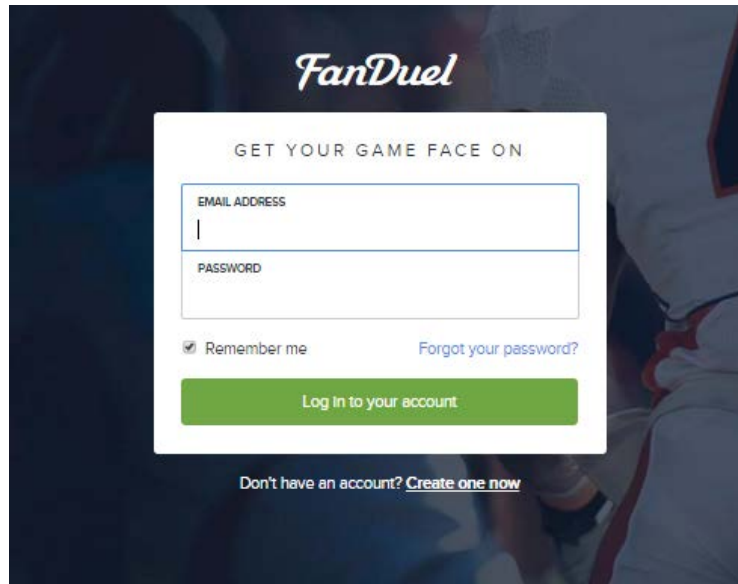 FanDuel
GET YOUR GAME FACE ON
EMAIL ADDRESS
PASSWORD
Remember me
Forgot your password?
Log in to your account
Don't have an account? Create one now